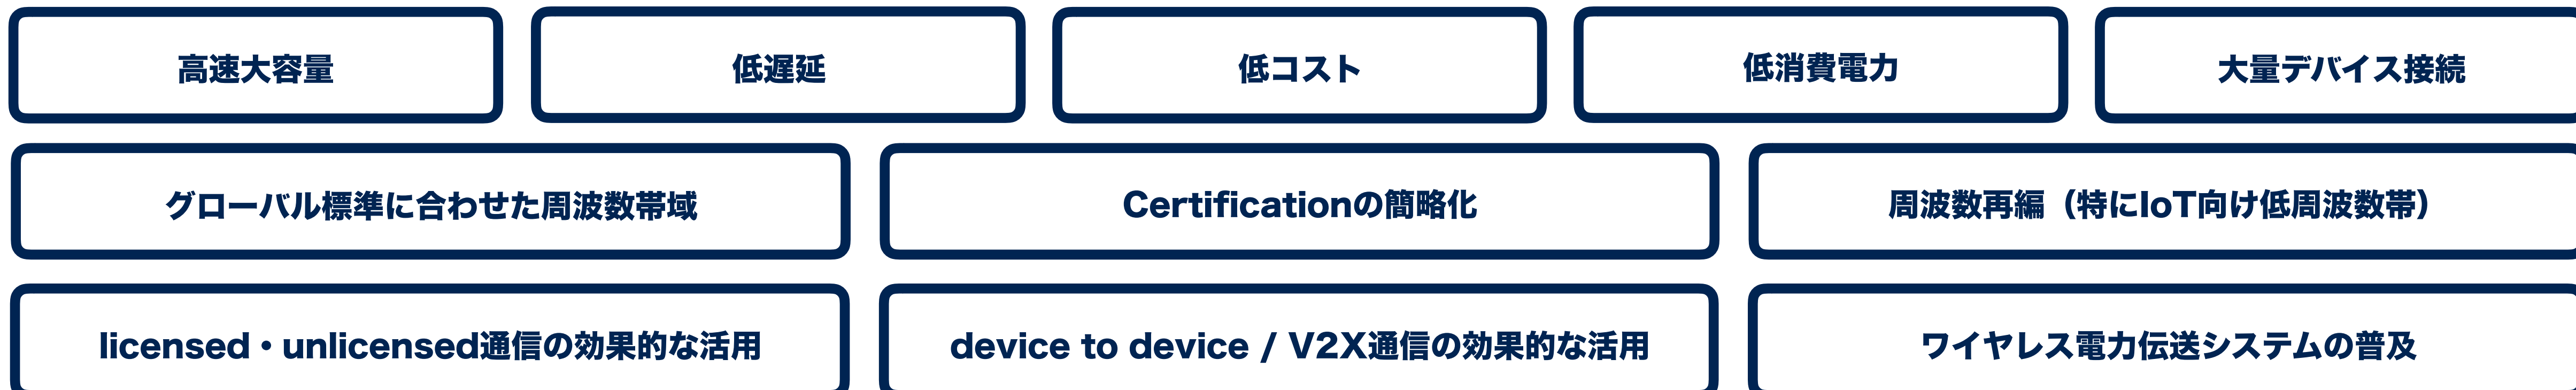 高速大容量
低遅延
低コスト
低消費電力
大量デバイス接続
グローバル標準に合わせた周波数帯域
Certificationの簡略化
周波数再編（特にIoT向け低周波数帯）
licensed・unlicensed通信の効果的な活用
device to device / V2X通信の効果的な活用
ワイヤレス電力伝送システムの普及